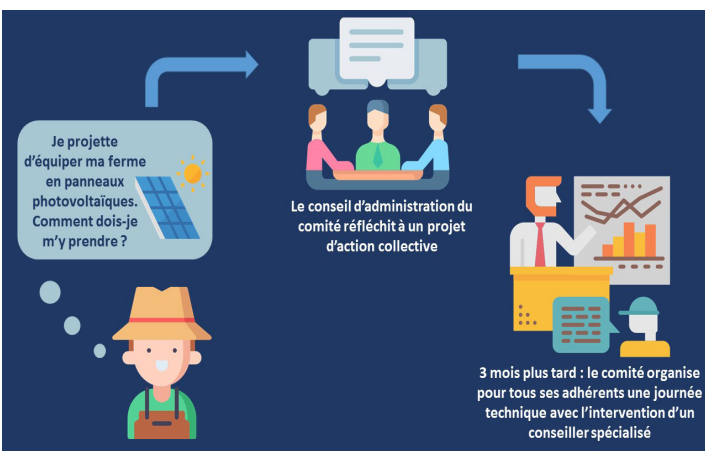 Je projette
d'équiper ma ferme
en panneaux
photovoltaïques.
Comment dois-je
m'y prendre ?
Le conseil d'administration du
comité réfléchit à un projet
d'action collective
3 mois plus tard : le comité organise
pour tous ses adhérents une journée
technique avec l'intervention d'un
conseiller spécialisé